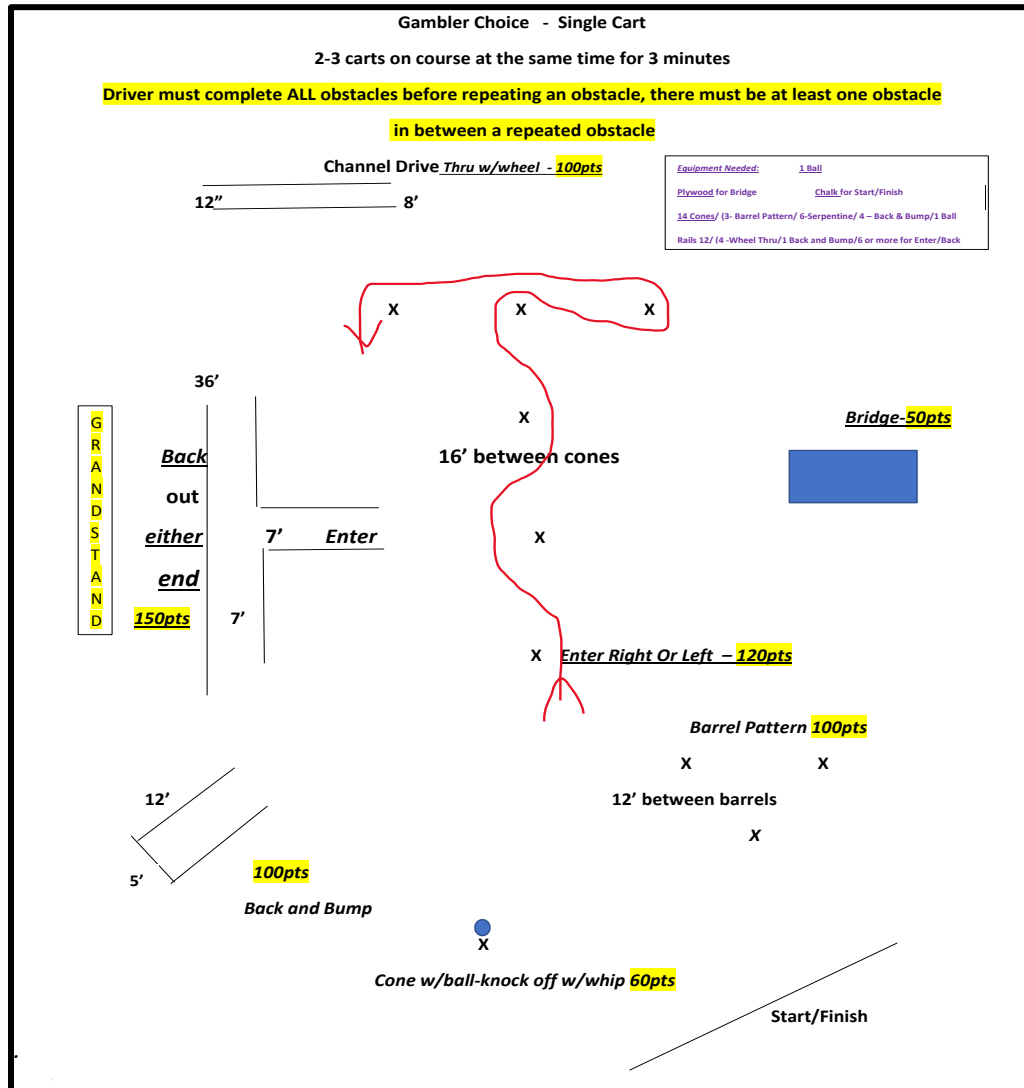 Gambler Choice - Single Cart
2-3 carts on course at the same time for 3 minutes
Driver must complete ALL obstacles before repeating an obstacle, there must be at least one obstacle
in between a repeated obstacle
Channel Drive Thru w/wheel - 100pts
12” 8’
Equipment Needed: 1 Ball
Plywood for Bridge Chalk for Start/Finish
14 Cones/ (3- Barrel Pattern/ 6-Serpentine/ 4 – Back & Bump/1 Ball
Rails 12/ (4 -Wheel Thru/1 Back and Bump/6 or more for Enter/Back
X X X
36’
X
GRANDSTAND
Bridge-50pts
Back
out
either
end
150pts
16’ between cones
7’ Enter
X
7’
X Enter Right Or Left – 120pts
Barrel Pattern 100pts
X X
12’ between barrels
X
12’
5’
100pts
Back and Bump
X
Cone w/ball-knock off w/whip 60pts
Start/Finish